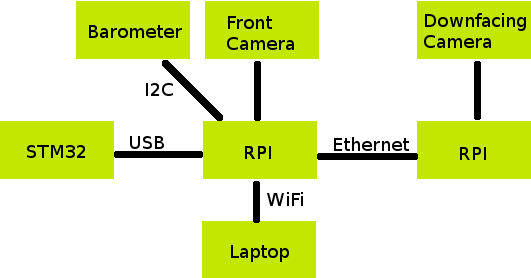 Barometer
Front
Camera
Downfacing
Camera
I2C
STM32
USB
RPI
Ethernet
RPI
WiFi
Laptop